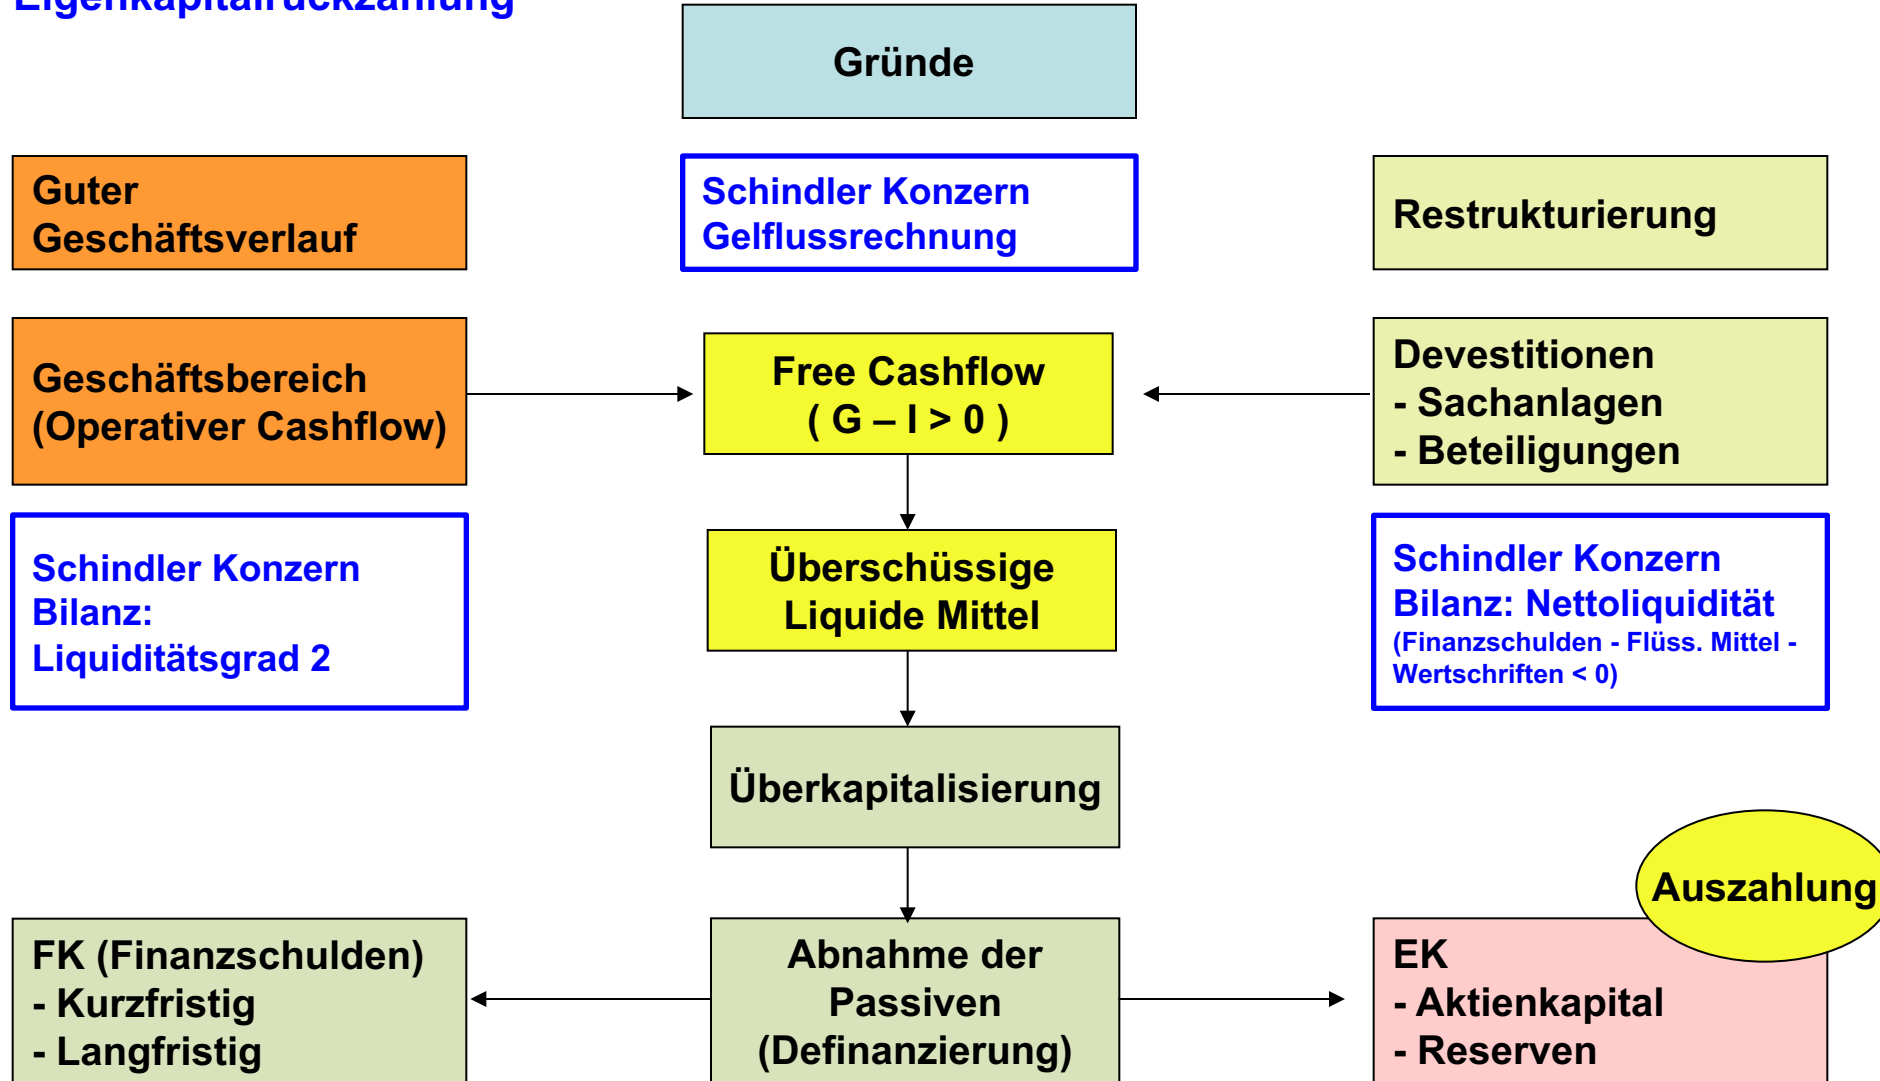 Eigenkapitalrückzahlung
Gründe
Guter
Geschäftsverlauf
Schindler Konzern
Gelflussrechnung
Restrukturierung
Geschäftsbereich
(Operativer Cashflow)
Free Cashflow
( G – I > 0 )
Devestitionen
- Sachanlagen
- Beteiligungen
Schindler Konzern
Bilanz:
Liquiditätsgrad 2
Überschüssige
Liquide Mittel
Schindler Konzern
Bilanz: Nettoliquidität
(Finanzschulden - Flüss. Mittel -
Wertschriften < 0)
Überkapitalisierung
Auszahlung
FK (Finanzschulden)
- Kurzfristig
- Langfristig
Abnahme der
Passiven
(Definanzierung)
EK
- Aktienkapital
- Reserven